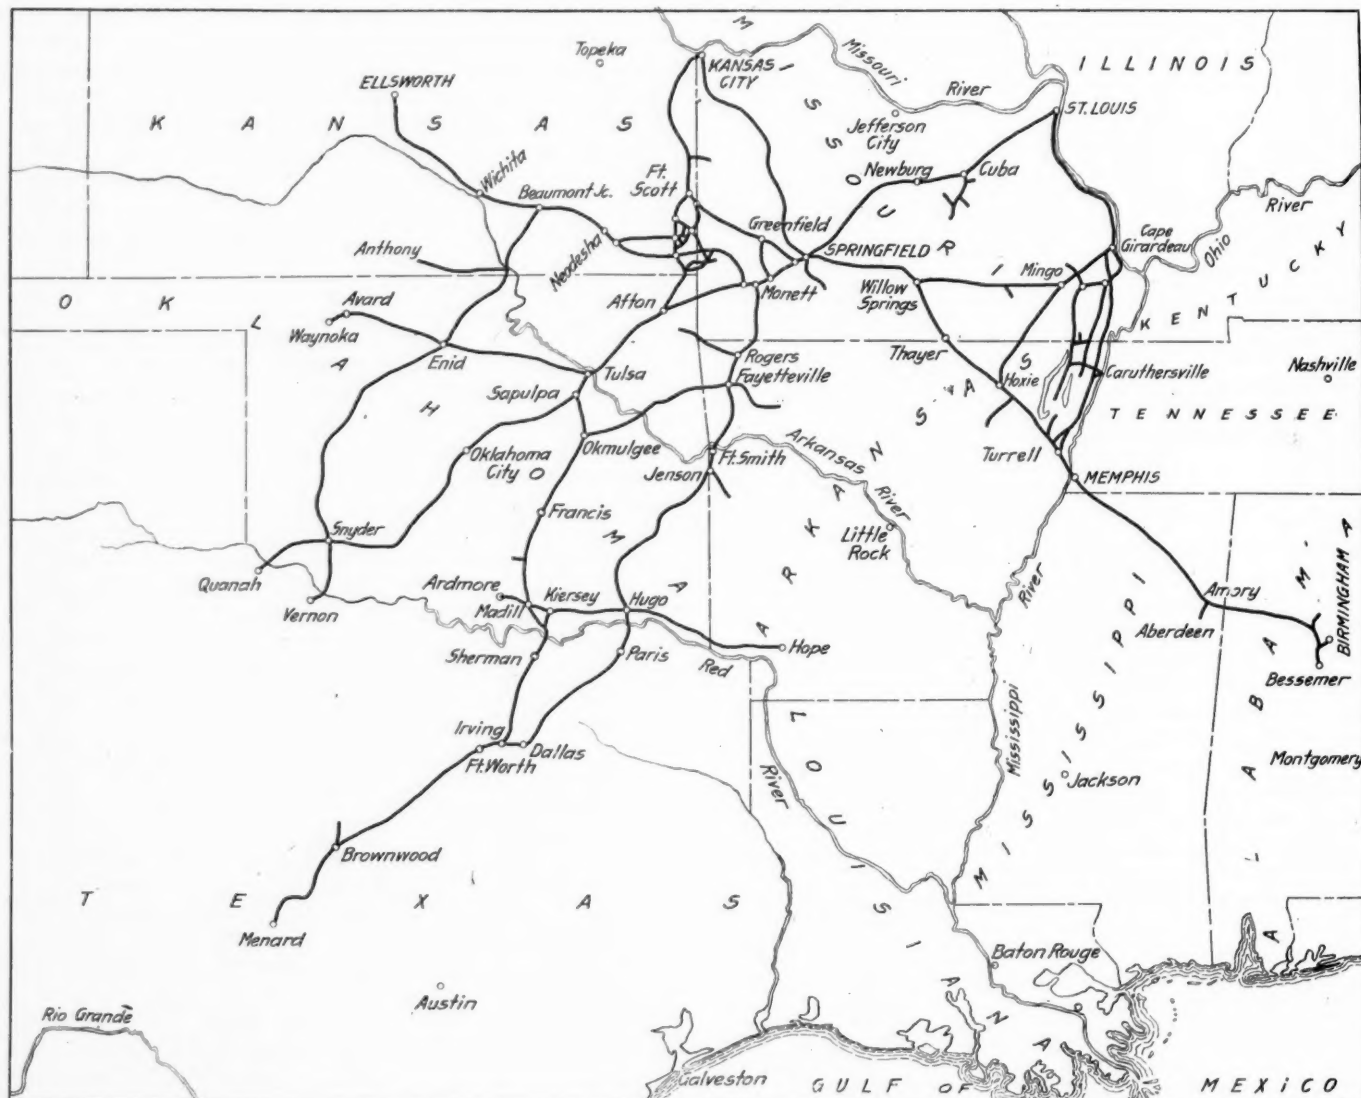 Topeka
KANSAS
CITY
Missouri
River
ILLINOIS
ELLSWORTH
KANSAS
MISSOURI
Jefferson
City
ST. LOUIS
Wichita
Beaumont Jc.
Ft.
Scott
Newburg
Cuba
River
Ohio
KENTUCKY
Anthony
Neodesha
Greenfield
SPRINGFIELD
Cape
Girardeau
Mingo
Willow
Springs
Monett
Afton
OKLAHOMA
Avard
Waynoka
Enid
Tulsa
Sapulpa
Rogers
Fayetteville
Thayer
Hoxie
Caruthersville
Nashville
TENNESSEE
Oklahoma
City
Okmulgee
Ft. Smith
Jenson
Arkansas
River
ARKANSAS
Turrell
MEMPHIS
Francis
Snyder
Quanah
Vernon
Little
Rock
Ardmore
Madill
Kiersey
Hugo
Hope
Sherman
Paris
Red
River
Amory
Aberdeen
BIRMINGHAM
Bessemer
ALABAMA
Montgomery
Mississippi
River
MISSISSIPPI
Jackson
Irving
Ft. Worth
Dallas
LOUISIANA
Brownwood
TEXAS
Menard
Baton Rouge
Austin
Rio Grande
Galveston
GULF OF MEXICO